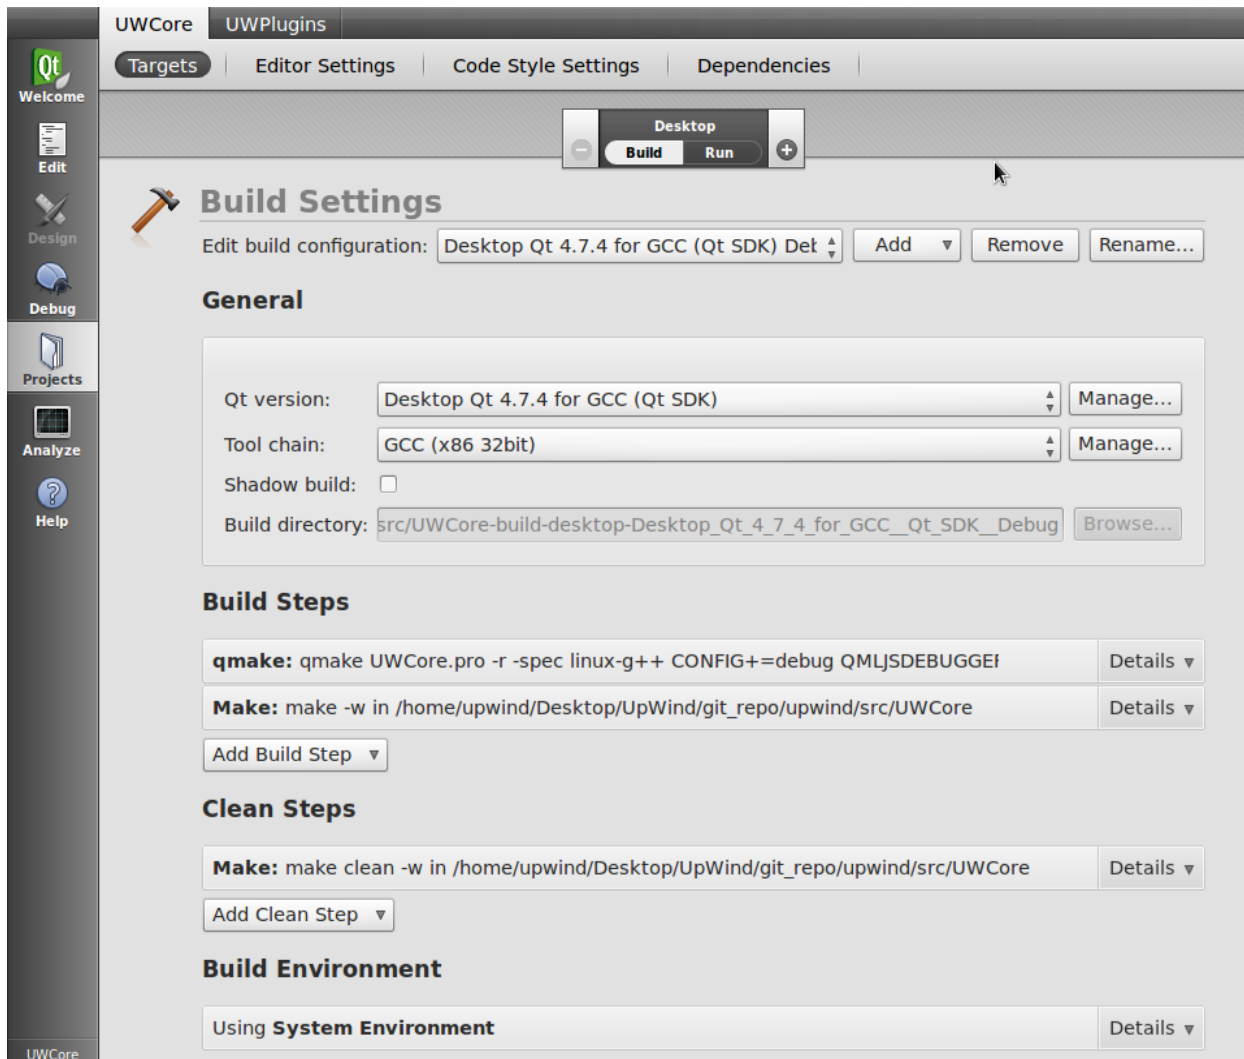 UWCore UWPlugins
Targets Editor Settings Code Style Settings Dependencies
Qt
Welcome
Edit
Design
Debug
Projects
Analyze
Help
UWCore
Desktop
Build Run
Build Settings
Edit build configuration: Desktop Qt 4.7.4 for GCC (Qt SDK) Deb Add Remove Rename...
General
Qt version: Desktop Qt 4.7.4 for GCC (Qt SDK) Manage...
Tool chain: GCC (x86 32bit) Manage...
Shadow build:
Build directory: src/UWCore-build-desktop-Desktop_Qt_4_7_4_for_GCC__Qt_SDK__Debug Browse...
Build Steps
qmake: qmake UWCore.pro -r -spec linux-g++ CONFIG+=debug QMLJSDEBUGGER Details
Make: make -w in /home/upwind/Desktop/UpWind/git_repo/upwind/src/UWCore Details
Add Build Step
Clean Steps
Make: make clean -w in /home/upwind/Desktop/UpWind/git_repo/upwind/src/UWCore Details
Add Clean Step
Build Environment
Using System Environment Details